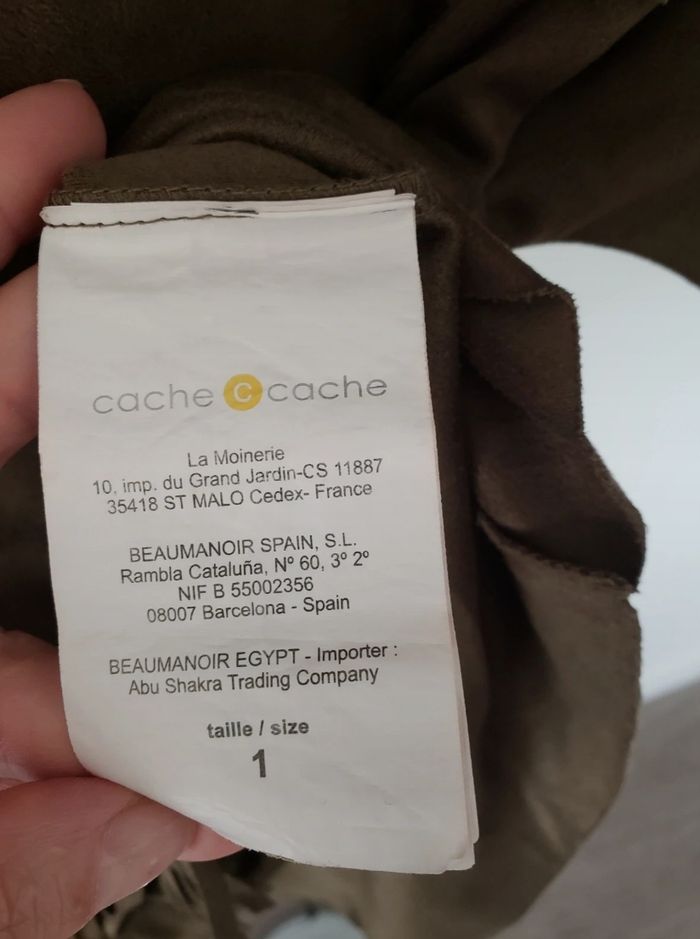 cache c cache
La Moinerie
10, imp. du Grand Jardin-CS 11887
35418 ST MALO Cedex- France
BEAUMANOIR SPAIN, S.L.
Rambla Cataluña, Nº 60, 3º 2º
NIF B 55002356
08007 Barcelona - Spain
BEAUMANOIR EGYPT - Importer :
Abu Shakra Trading Company
taille / size
1